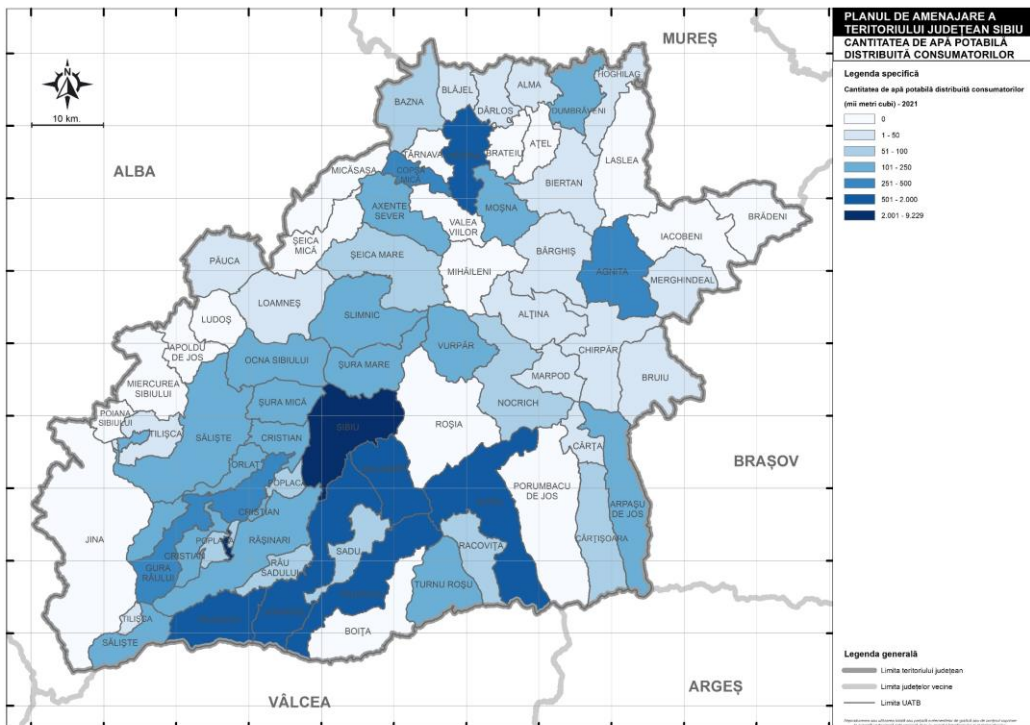 PLANUL DE AMENAJARE A
TERITORIULUI JUDEȚEAN SIBIU
CANTITATEA DE APĂ POTABILĂ
DISTRIBUITĂ CONSUMATORILOR
Legenda specifică
Cantitatea de apă potabilă distribuită consumatorilor
(mii metri cubi) - 2021
0
1 - 50
51 - 100
101 - 250
251 - 500
501 - 2.000
2.001 - 9.229
N
10 km.
MUREȘ
ALBA
BRAȘOV
VÂLCEA
ARGEȘ
HOGHILAG
BLĂJEL
ALMA
BAZNA
DÂRLOS
DUMBRĂVENI
TÂRNAVA
BRATEIU
AȚEL
LASLEA
MICĂSASA
COPȘA
MICĂ
BIERTAN
AXENTE
SEVER
MOȘNA
BRĂDENI
VALEA
VIILOR
IACOBENI
ȘEICA
MICĂ
ȘEICA MARE
BÂRGHIȘ
PĂUCA
MIHĂILENI
AGNITA
MERGHINDEAL
LOAMNEȘ
LUDOȘ
SLIMNIC
ALȚINA
APOLDU
DE JOS
VURPĂR
CHIRPĂR
OCNA SIBIULUI
ȘURA MARE
MARPOD
BRUIU
MIERCUREA
SIBIULUI
ȘURA MICĂ
NOCRICH
POIANA
SIBIULUI
TILIȘCA
SĂLIȘTE
CRISTIAN
SIBIU
ROȘIA
CÂRȚA
ORLAT
POPLACA
PORUMBACU
DE JOS
ARPAȘU
DE JOS
CRISTIAN
JINA
POPLACA
RĂȘINARI
CÂRȚIȘOARA
CRISTIAN
RÂU
SADULUI
SADU
RACOVIȚA
GURA
RÂULUI
TURNU ROȘU
TILIȘCA
BOIȚA
SĂLIȘTE
Legenda generală
Limita teritoriului județean
Limita județelor vecine
Limita UATB